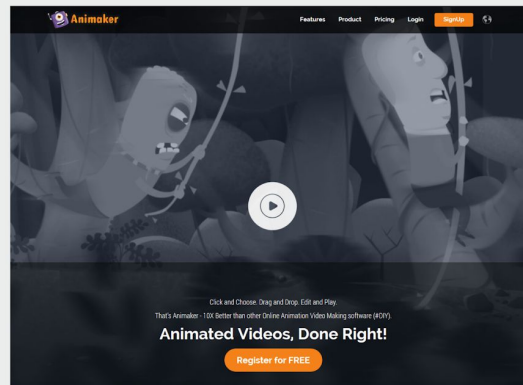 Animaker
Features Product Pricing Login SignUp
Click and Choose. Drag and Drop. Edit and Play.
That's Animaker - 10X Better than other Online Animation Video Making software (#DIY).
Animated Videos, Done Right!
Register for FREE